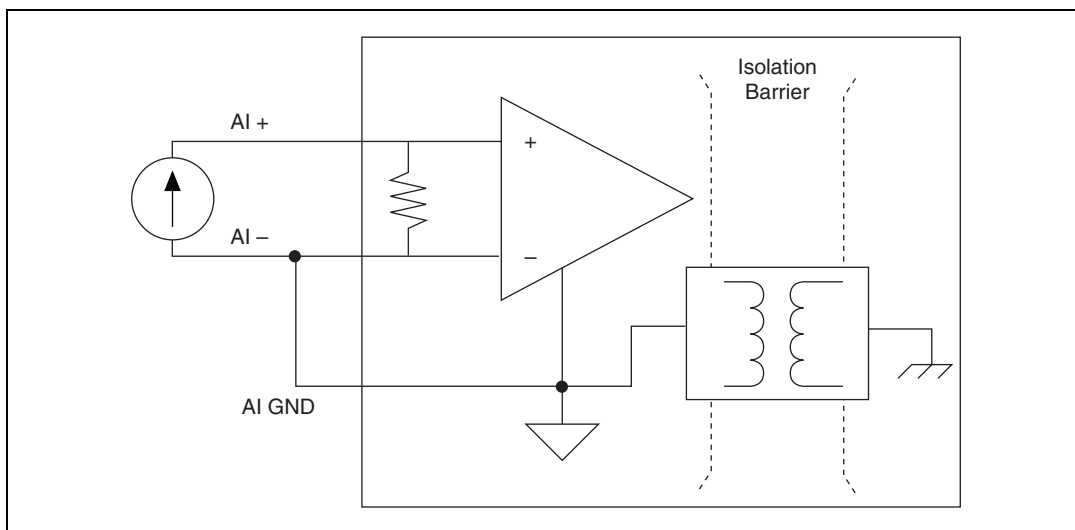 Isolation
Barrier
AI +
+
AI –
–
AI GND